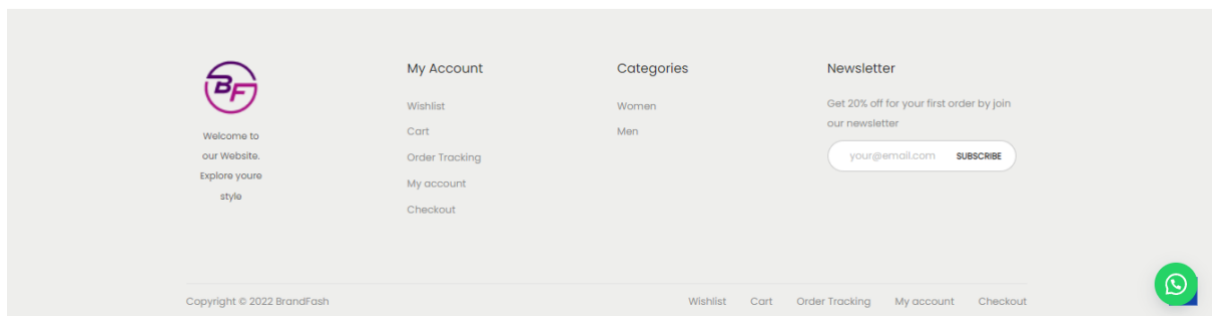 BF
Welcome to
our Website.
Explore youre
style
My Account
Wishlist
Cart
Order Tracking
My account
Checkout
Categories
Women
Men
Newsletter
Get 20% off for your first order by join
our newsletter
your@email.com SUBSCRIBE
Copyright © 2022 BrandFash
Wishlist Cart Order Tracking My account Checkout